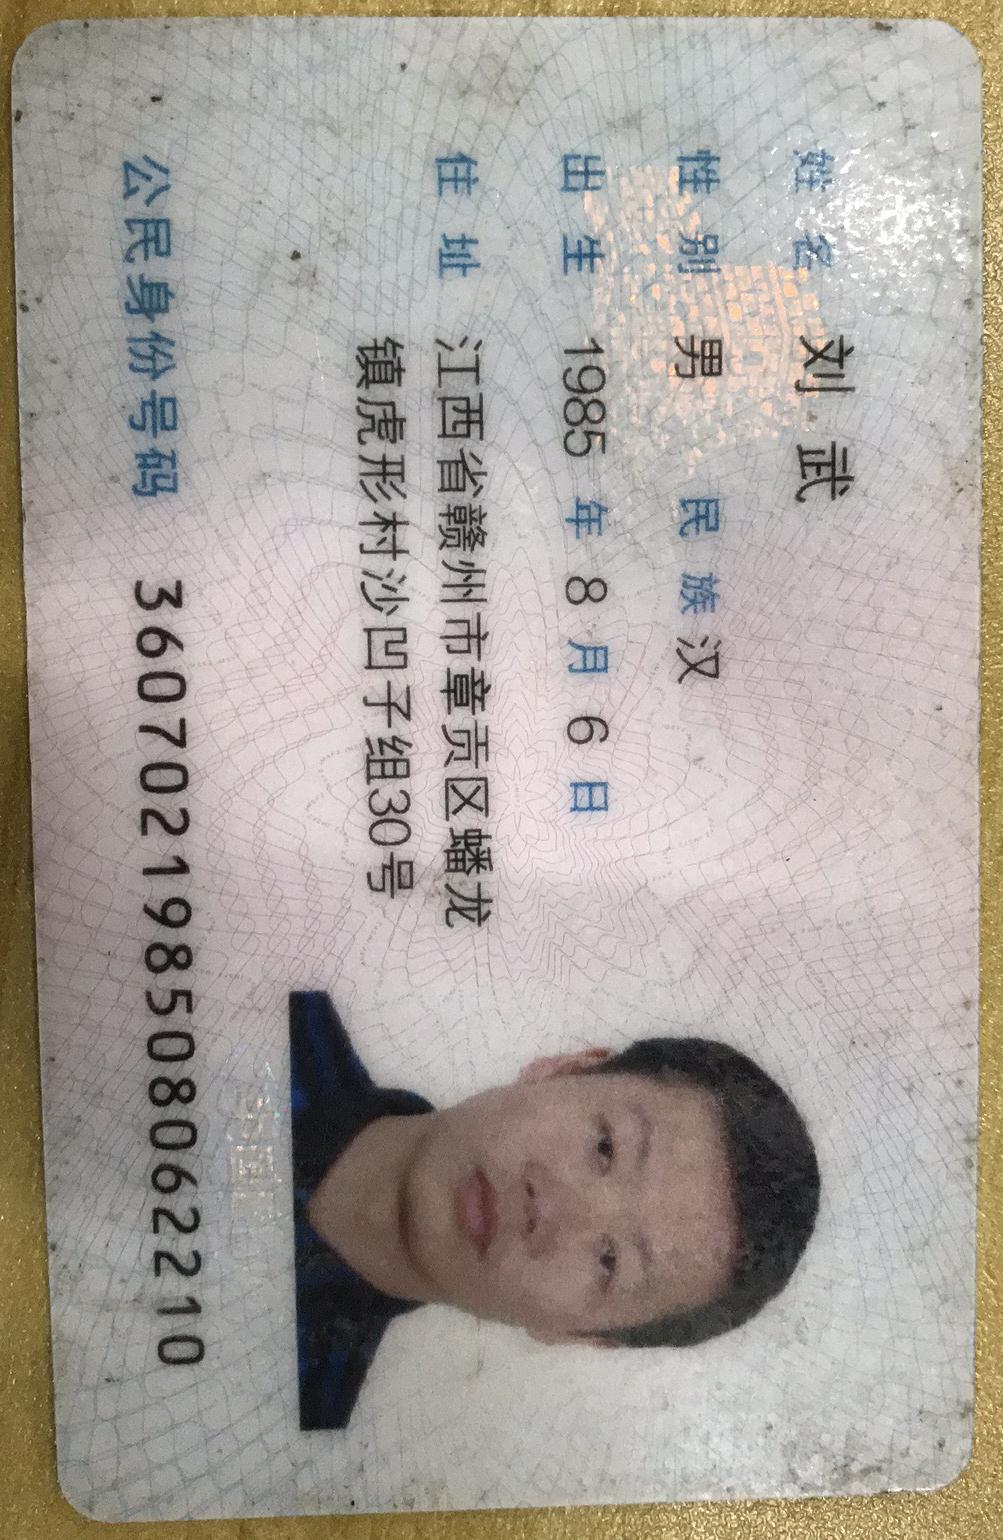 姓名 刘武
性别 男 民族 汉
出生 1985 年 8 月 6 日
住址 江西省赣州市章贡区蟠龙
镇虎形村沙凹子组30号
公民身份号码 360702198508062210